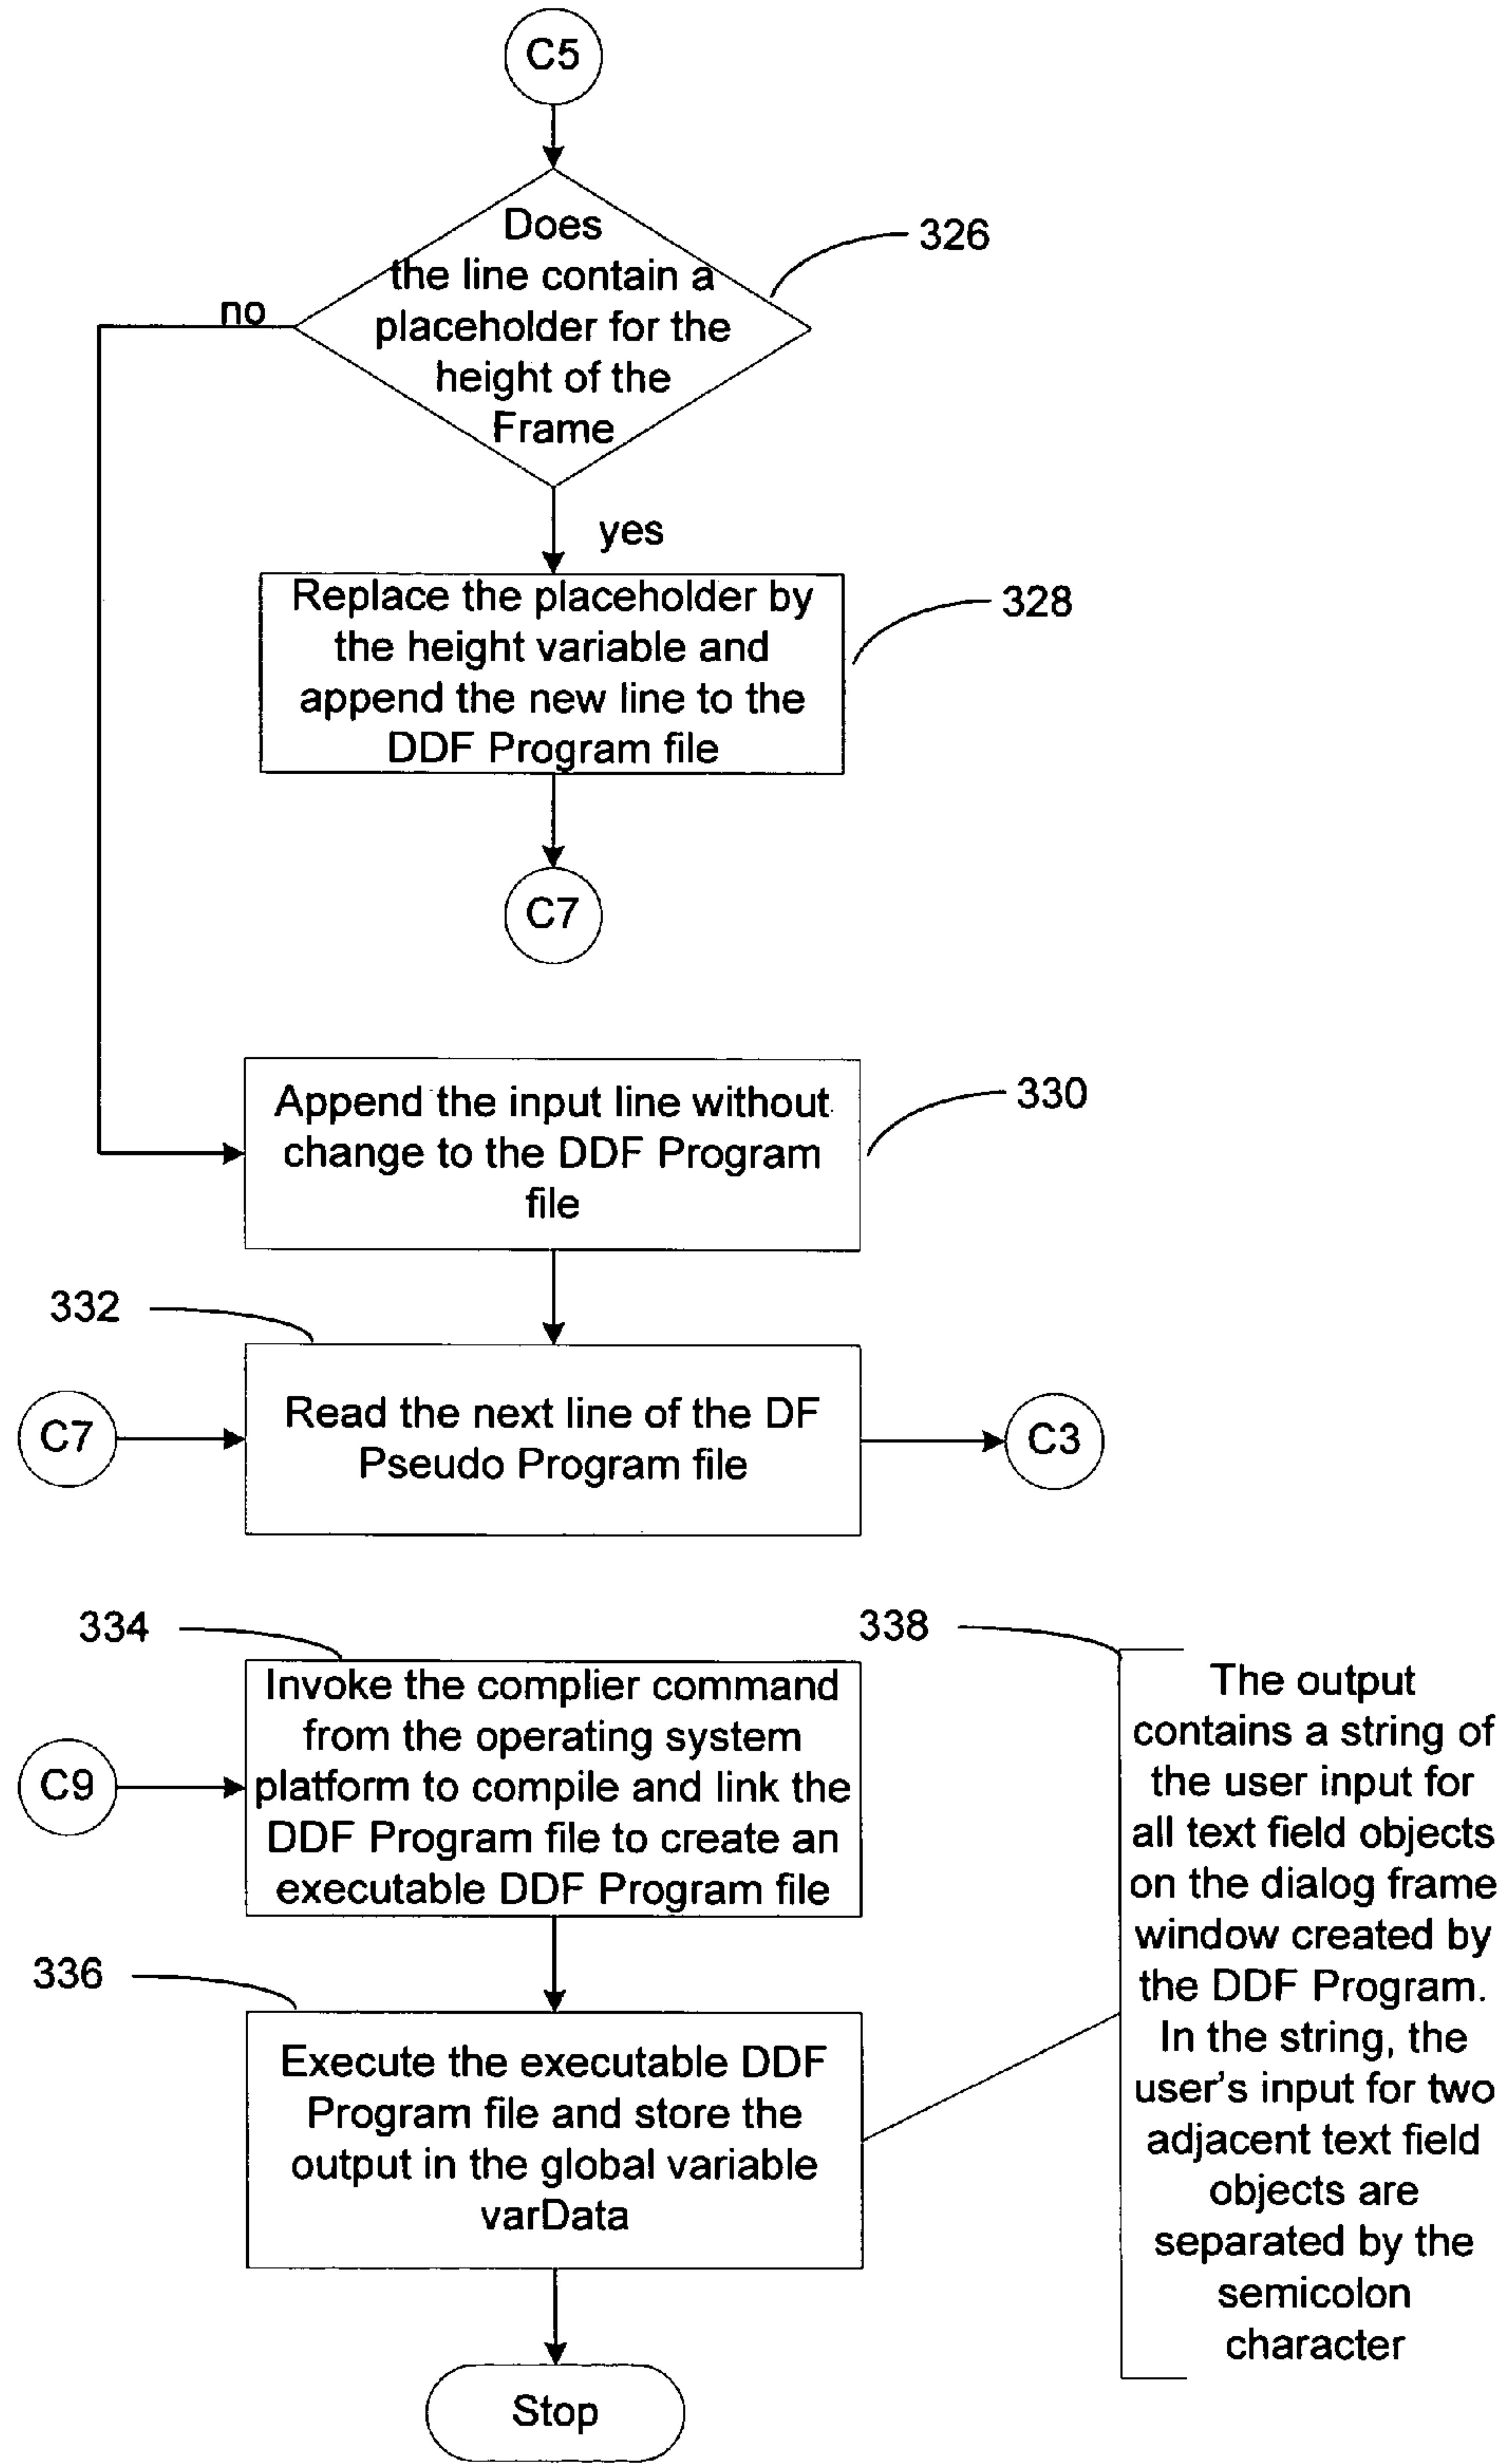 C5
Does
the line contain a
placeholder for the
height of the
Frame
326
no
yes
Replace the placeholder by
the height variable and
append the new line to the
DDF Program file
328
C7
Append the input line without
change to the DDF Program
file
330
332
C7
Read the next line of the DF
Pseudo Program file
C3
334
C9
Invoke the complier command
from the operating system
platform to compile and link the
DDF Program file to create an
executable DDF Program file
336
Execute the executable DDF
Program file and store the
output in the global variable
varData
338
The output
contains a string of
the user input for
all text field objects
on the dialog frame
window created by
the DDF Program.
In the string, the
user's input for two
adjacent text field
objects are
separated by the
semicolon
character
Stop